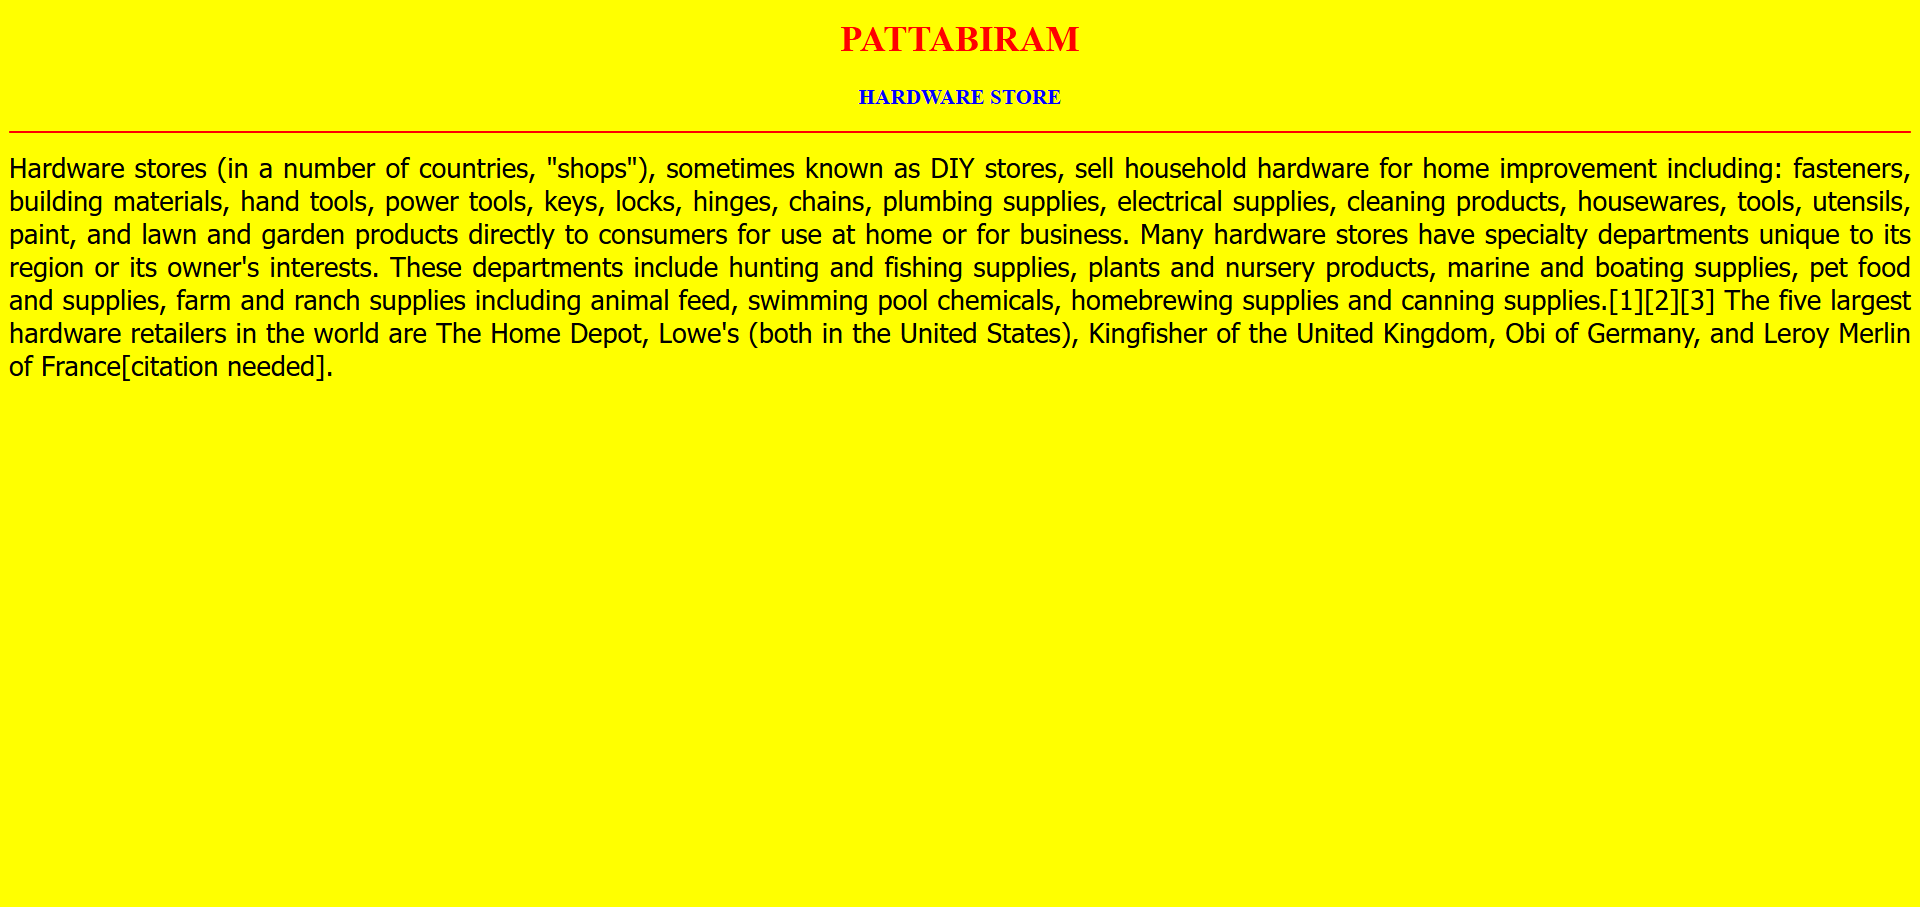 PATTABIRAM
HARDWARE STORE
Hardware stores (in a number of countries, "shops"), sometimes known as DIY stores, sell household hardware for home improvement including: fasteners,
building materials, hand tools, power tools, keys, locks, hinges, chains, plumbing supplies, electrical supplies, cleaning products, housewares, tools, utensils,
paint, and lawn and garden products directly to consumers for use at home or for business. Many hardware stores have specialty departments unique to its
region or its owner's interests. These departments include hunting and fishing supplies, plants and nursery products, marine and boating supplies, pet food
and supplies, farm and ranch supplies including animal feed, swimming pool chemicals, homebrewing supplies and canning supplies.[1][2][3] The five largest
hardware retailers in the world are The Home Depot, Lowe's (both in the United States), Kingfisher of the United Kingdom, Obi of Germany, and Leroy Merlin
of France[citation needed].